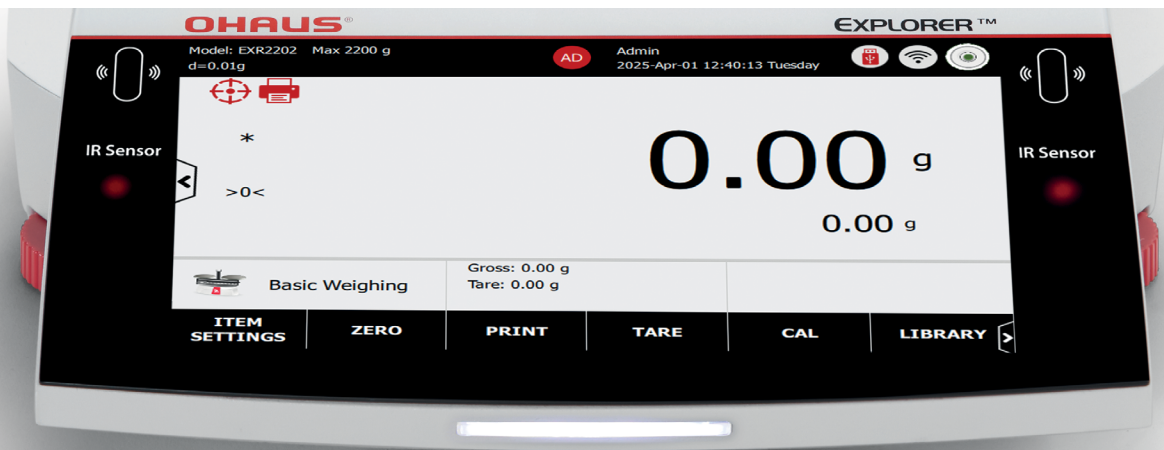 OHAUS®
EXPLORER™
Model: EXR2202 Max 2200 g
d=0.01g
AD
Admin
2025-Apr-01 12:40:13 Tuesday
IR Sensor
IR Sensor
*
>0<
0.00 g
0.00 g
Basic Weighing
Gross: 0.00 g
Tare: 0.00 g
ITEM
SETTINGS
ZERO
PRINT
TARE
CAL
LIBRARY